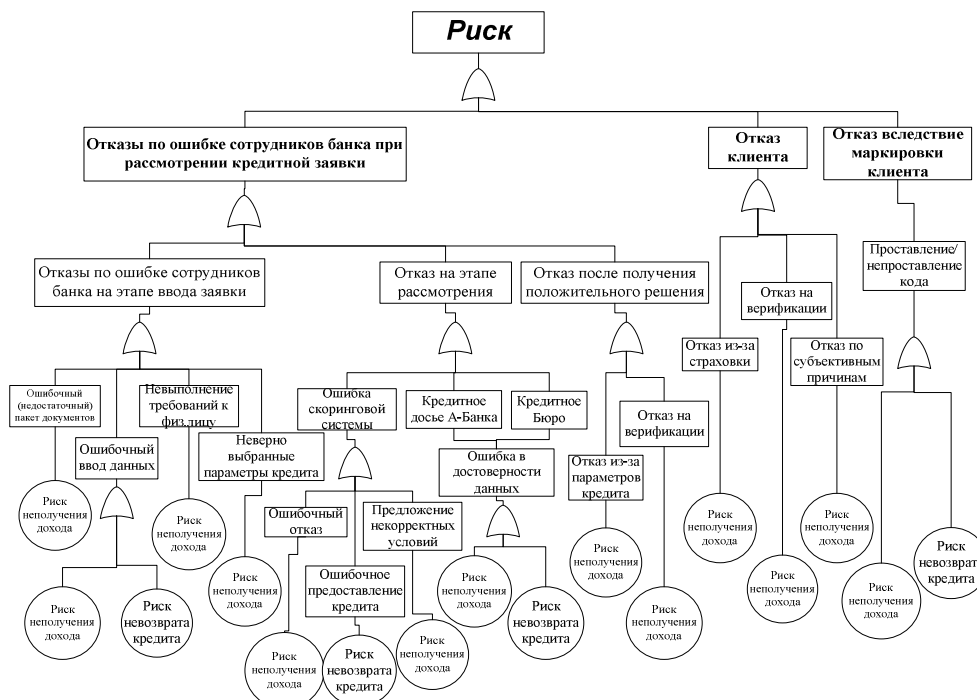 Риск
Отказы по ошибке сотрудников банка при
рассмотрении кредитной заявки
Отказ
клиента
Отказ вследствие
маркировки
клиента
Отказы по ошибке сотрудников
банка на этапе ввода заявки
Отказ на этапе
рассмотрения
Отказ после получения
положительного решения
Проставление/
непроставление
кода
Отказ на
верификации
Отказ из-за
страховки
Отказ по
субъективным
причинам
Ошибочный
(недостаточный)
пакет документов
Невыполнение
требований к
физ.лицу
Ошибка
скоринговой
системы
Кредитное
досье А-Банка
Кредитное
Бюро
Отказ на
верификации
Ошибочный
ввод данных
Неверно
выбранные
параметры кредита
Ошибка в
достоверности
данных
Отказ из-за
параметров
кредита
Ошибочный
отказ
Предложение
некорректных
условий
Ошибочное
предоставление
кредита
Риск
неполучения
дохода
Риск
неполучения
дохода
Риск
неполучения
дохода
Риск
неполучения
дохода
Риск
неполучения
дохода
Риск
невозврата
кредита
Риск
неполучения
дохода
Риск
неполучения
дохода
Риск
невозврата
кредита
Риск
неполучения
дохода
Риск
неполучения
дохода
Риск
невозврата
кредита
Риск
неполучения
дохода
Риск
неполучения
дохода
Риск
неполучения
дохода
Риск
неполучения
дохода
Риск
невозврата
кредита